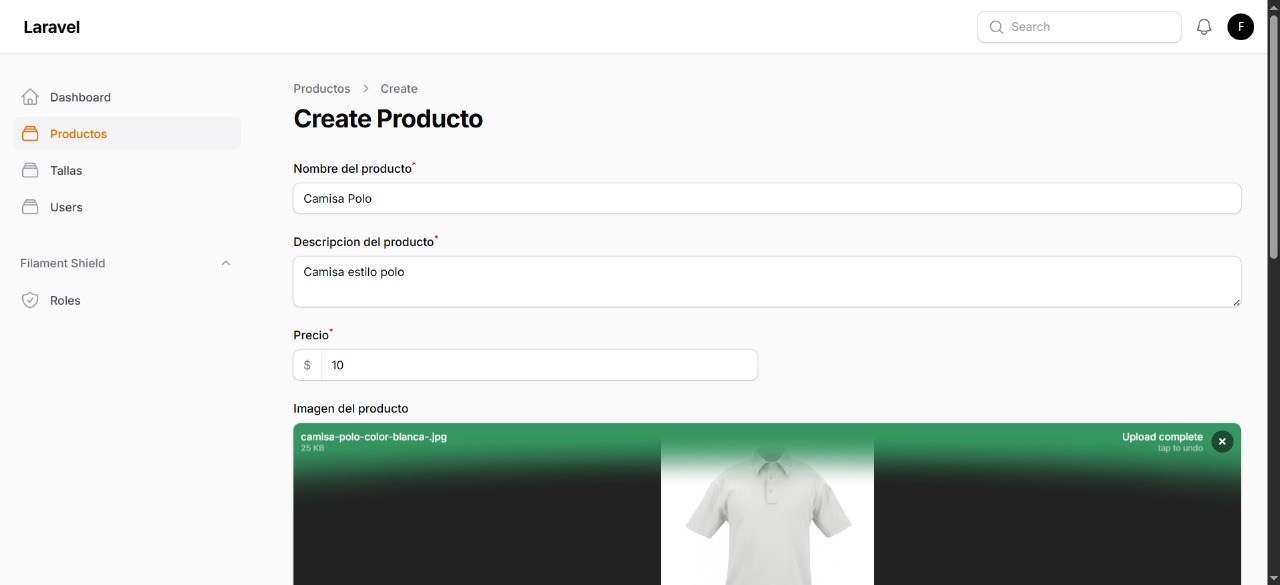 Laravel
Search
F
Dashboard
Productos
Tallas
Users
Filament Shield
Roles
Productos > Create
Create Producto
Nombre del producto*
Camisa Polo
Descripcion del producto*
Camisa estilo polo
Precio*
$ 10
Imagen del producto
camisa-polo-color-blanca-.jpg
25 KB
Upload complete
tap to undo